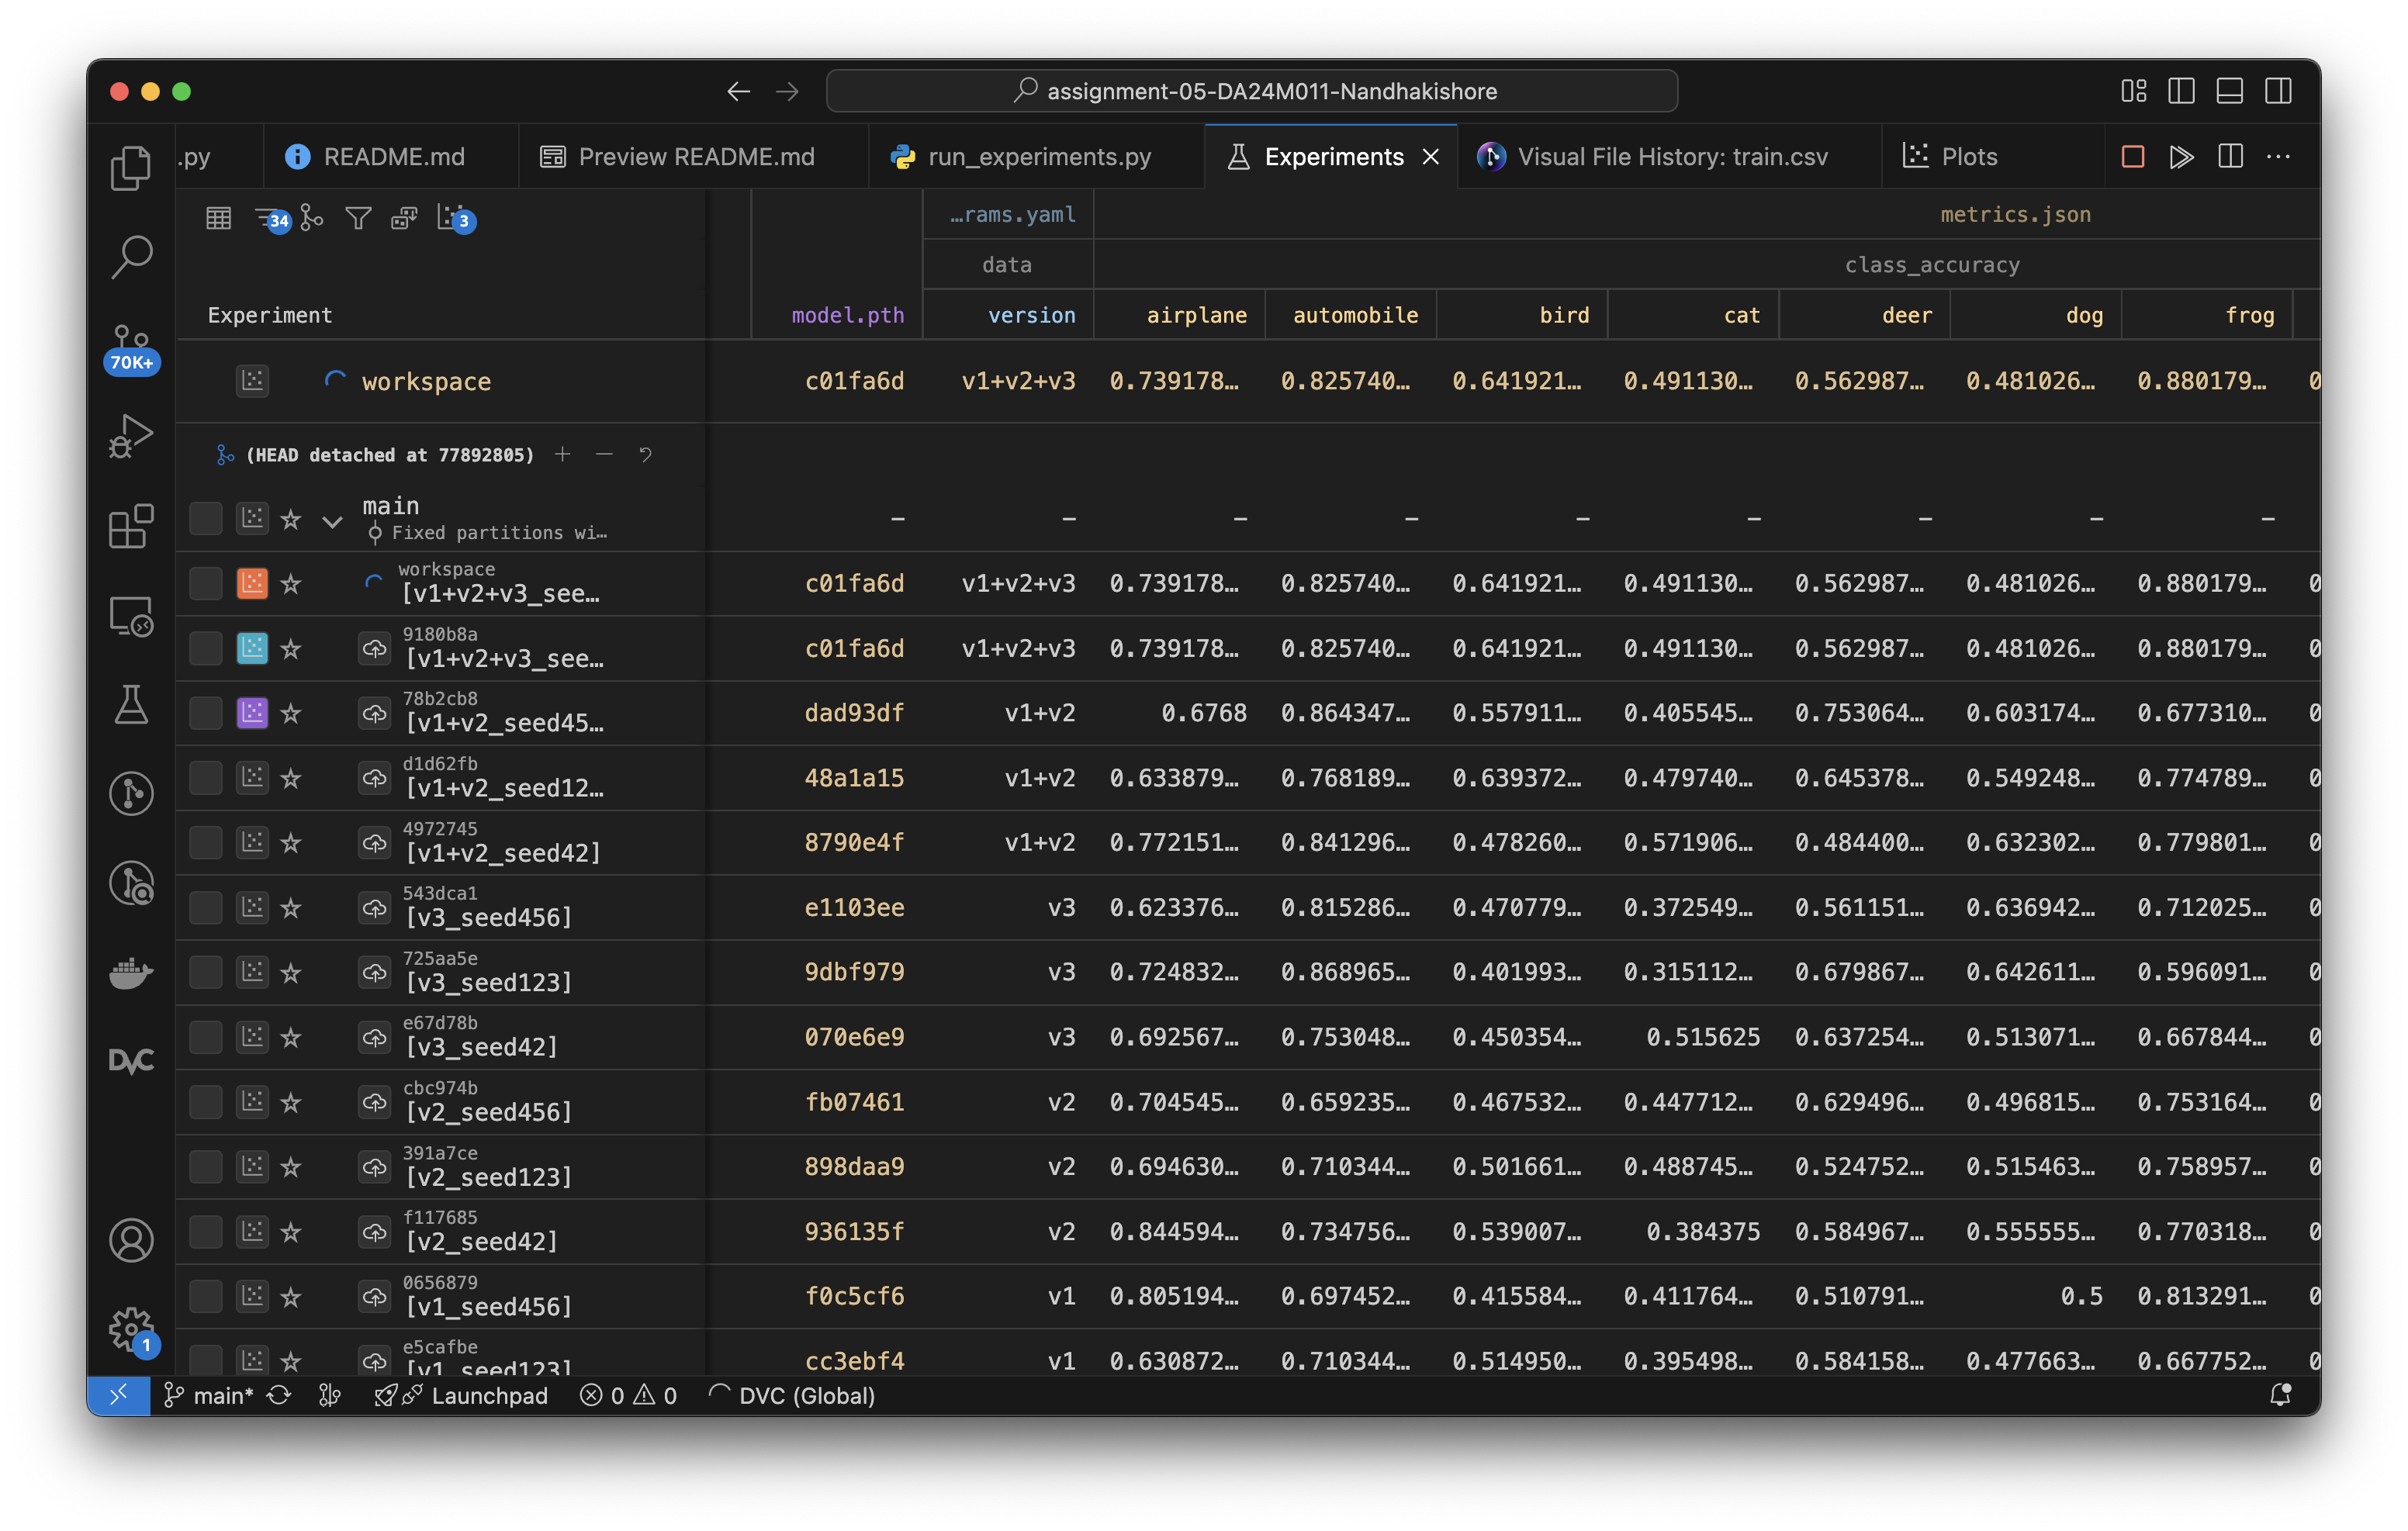 assignment-05-DA24M011-Nandhakishore
.py README.md Preview README.md run_experiments.py Experiments Visual File History: train.csv Plots
34 3 …rams.yaml metrics.json
data class_accuracy
Experiment model.pth version airplane automobile bird cat deer dog frog
70K+
workspace c01fa6d v1+v2+v3 0.739178… 0.825740… 0.641921… 0.491130… 0.562987… 0.481026… 0.880179… 0
(HEAD detached at 77892805)
main – – – – – – – – –
Fixed partitions wi…
workspace
[v1+v2+v3_see… c01fa6d v1+v2+v3 0.739178… 0.825740… 0.641921… 0.491130… 0.562987… 0.481026… 0.880179… 0
9180b8a
[v1+v2+v3_see… c01fa6d v1+v2+v3 0.739178… 0.825740… 0.641921… 0.491130… 0.562987… 0.481026… 0.880179… 0
78b2cb8
[v1+v2_seed45… dad93df v1+v2 0.6768 0.864347… 0.557911… 0.405545… 0.753064… 0.603174… 0.677310… 0
d1d62fb
[v1+v2_seed12… 48a1a15 v1+v2 0.633879… 0.768189… 0.639372… 0.479740… 0.645378… 0.549248… 0.774789… 0
4972745
[v1+v2_seed42] 8790e4f v1+v2 0.772151… 0.841296… 0.478260… 0.571906… 0.484400… 0.632302… 0.779801… 0
543dca1
[v3_seed456] e1103ee v3 0.623376… 0.815286… 0.470779… 0.372549… 0.561151… 0.636942… 0.712025… 0
725aa5e
[v3_seed123] 9dbf979 v3 0.724832… 0.868965… 0.401993… 0.315112… 0.679867… 0.642611… 0.596091… 0
e67d78b
[v3_seed42] 070e6e9 v3 0.692567… 0.753048… 0.450354… 0.515625 0.637254… 0.513071… 0.667844… 0
DVC
cbc974b
[v2_seed456] fb07461 v2 0.704545… 0.659235… 0.467532… 0.447712… 0.629496… 0.496815… 0.753164… 0
391a7ce
[v2_seed123] 898daa9 v2 0.694630… 0.710344… 0.501661… 0.488745… 0.524752… 0.515463… 0.758957… 0
f117685
[v2_seed42] 936135f v2 0.844594… 0.734756… 0.539007… 0.384375 0.584967… 0.555555… 0.770318… 0
0656879
[v1_seed456] f0c5cf6 v1 0.805194… 0.697452… 0.415584… 0.411764… 0.510791… 0.5 0.813291… 0
1
e5cafbe
[v1_seed123] cc3ebf4 v1 0.630872… 0.710344… 0.514950… 0.395498… 0.584158… 0.477663… 0.667752… 0
main* Launchpad 0 0 DVC (Global)